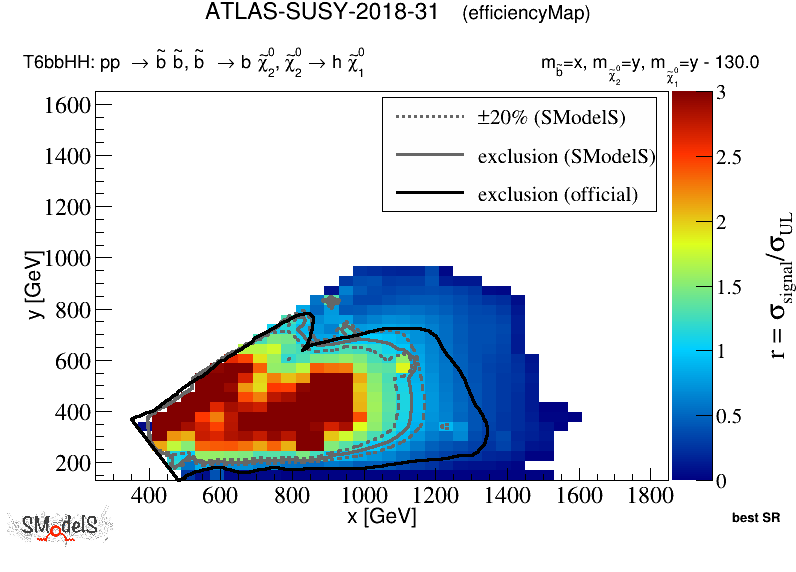 ATLAS-SUSY-2018-31 (efficiencyMap)
T6bbHH: pp → b̃ b̃, b̃ → b χ̃⁰₂, χ̃⁰₂ → h χ̃⁰₁
m_b̃=x, m_χ̃⁰₂=y, m_χ̃⁰₁=y - 130.0
±20% (SModelS)
exclusion (SModelS)
exclusion (official)
1600
1400
1200
1000
800
600
400
200
y [GeV]
400 600 800 1000 1200 1400 1600 1800
x [GeV]
3
2.5
2
1.5
1
0.5
0
r = σ_signal/σ_UL
best SR
SModelS